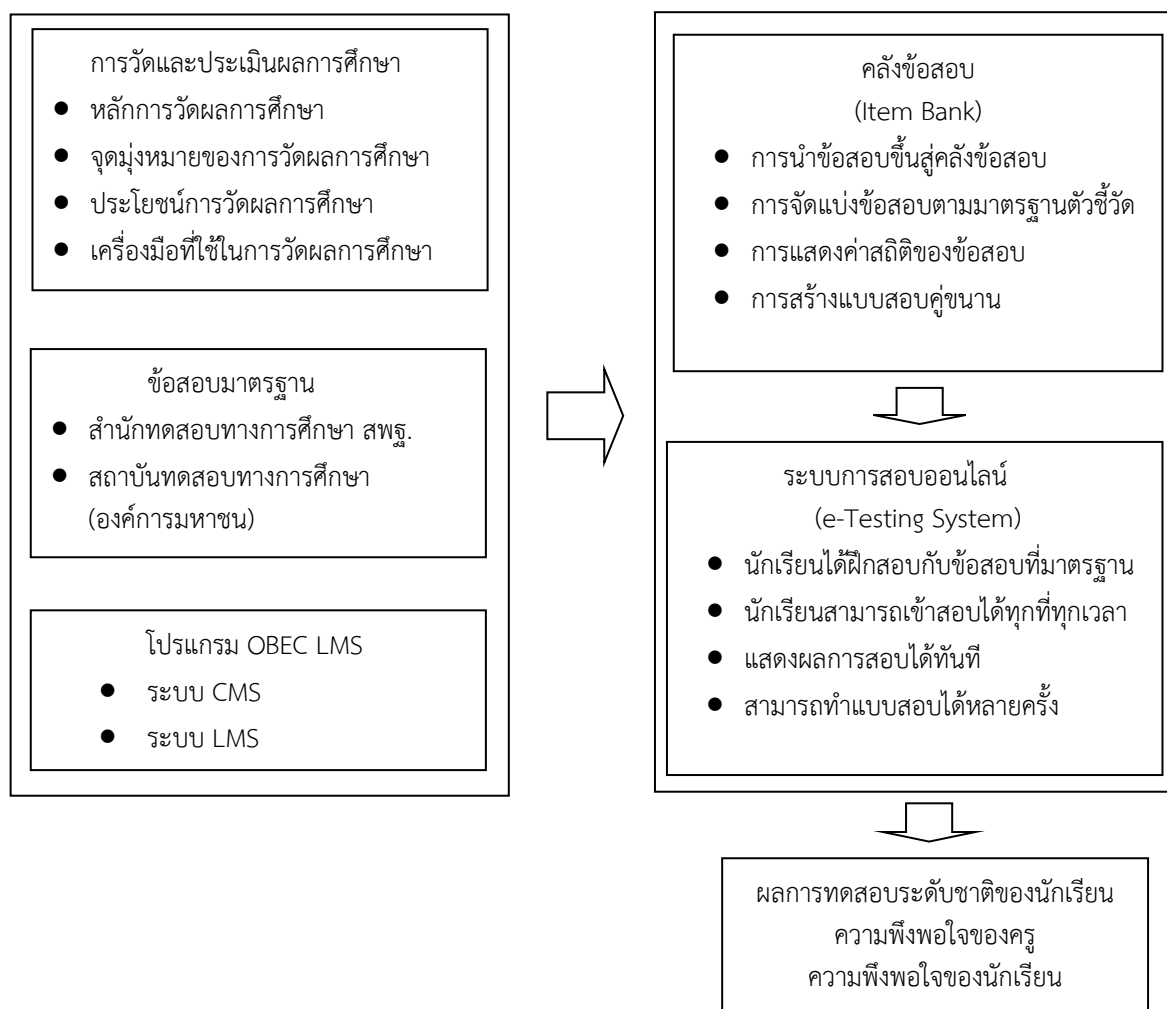 การวัดและประเมินผลการศึกษา
● หลักการวัดผลการศึกษา
● จุดมุ่งหมายของการวัดผลการศึกษา
● ประโยชน์การวัดผลการศึกษา
● เครื่องมือที่ใช้ในการวัดผลการศึกษา
ข้อสอบมาตรฐาน
● สำนักทดสอบทางการศึกษา สพฐ.
● สถาบันทดสอบทางการศึกษา
(องค์การมหาชน)
โปรแกรม OBEC LMS
● ระบบ CMS
● ระบบ LMS
คลังข้อสอบ
(Item Bank)
● การนำข้อสอบขึ้นสู่คลังข้อสอบ
● การจัดแบ่งข้อสอบตามมาตรฐานตัวชี้วัด
● การแสดงค่าสถิติของข้อสอบ
● การสร้างแบบสอบคู่ขนาน
ระบบการสอบออนไลน์
(e-Testing System)
● นักเรียนได้ฝึกสอบกับข้อสอบที่มาตรฐาน
● นักเรียนสามารถเข้าสอบได้ทุกที่ทุกเวลา
● แสดงผลการสอบได้ทันที
● สามารถทำแบบสอบได้หลายครั้ง
ผลการทดสอบระดับชาติของนักเรียน
ความพึงพอใจของครู
ความพึงพอใจของนักเรียน